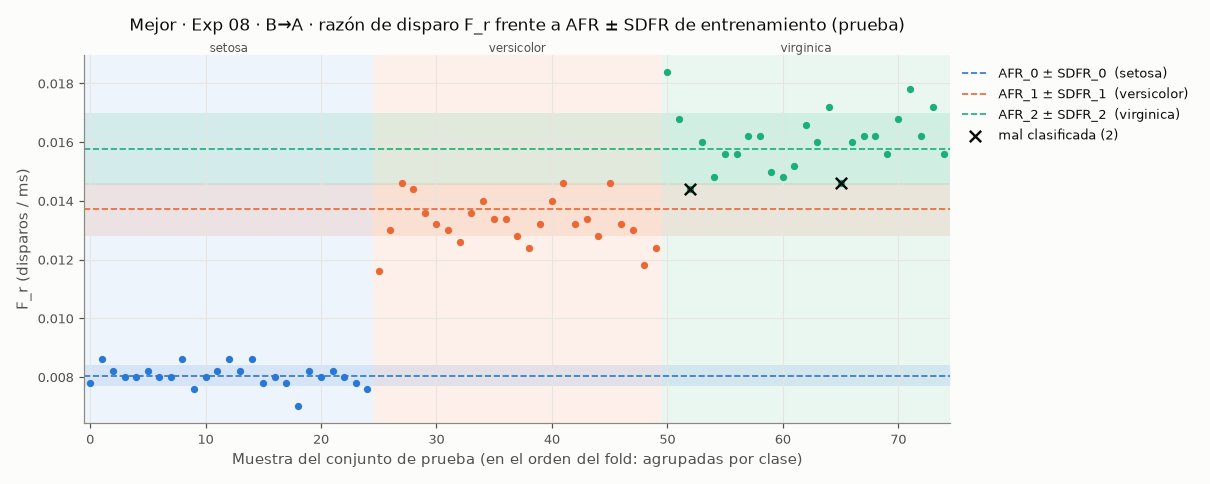 Mejor · Exp 08 · B→A · razón de disparo F_r frente a AFR ± SDFR de entrenamiento (prueba)
setosa
versicolor
virginica
0.018
0.016
0.014
0.012
0.010
0.008
F_r (disparos / ms)
0
10
20
30
40
50
60
70
Muestra del conjunto de prueba (en el orden del fold: agrupadas por clase)
AFR_0 ± SDFR_0 (setosa)
AFR_1 ± SDFR_1 (versicolor)
AFR_2 ± SDFR_2 (virginica)
mal clasificada (2)